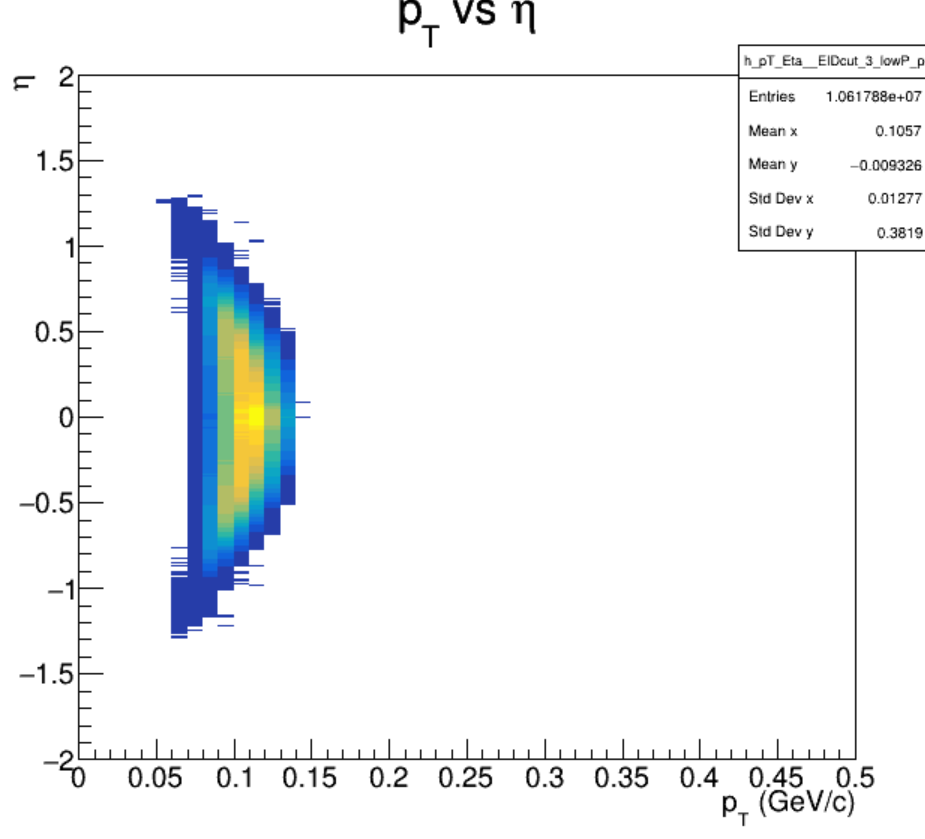 pT vs η
h_pT_Eta__EIDcut_3_lowP_p
Entries 1.061788e+07
Mean x 0.1057
Mean y −0.009326
Std Dev x 0.01277
Std Dev y 0.3819
η
2
1.5
1
0.5
0
−0.5
−1
−1.5
−2
0 0.05 0.1 0.15 0.2 0.25 0.3 0.35 0.4 0.45 0.5
pT (GeV/c)